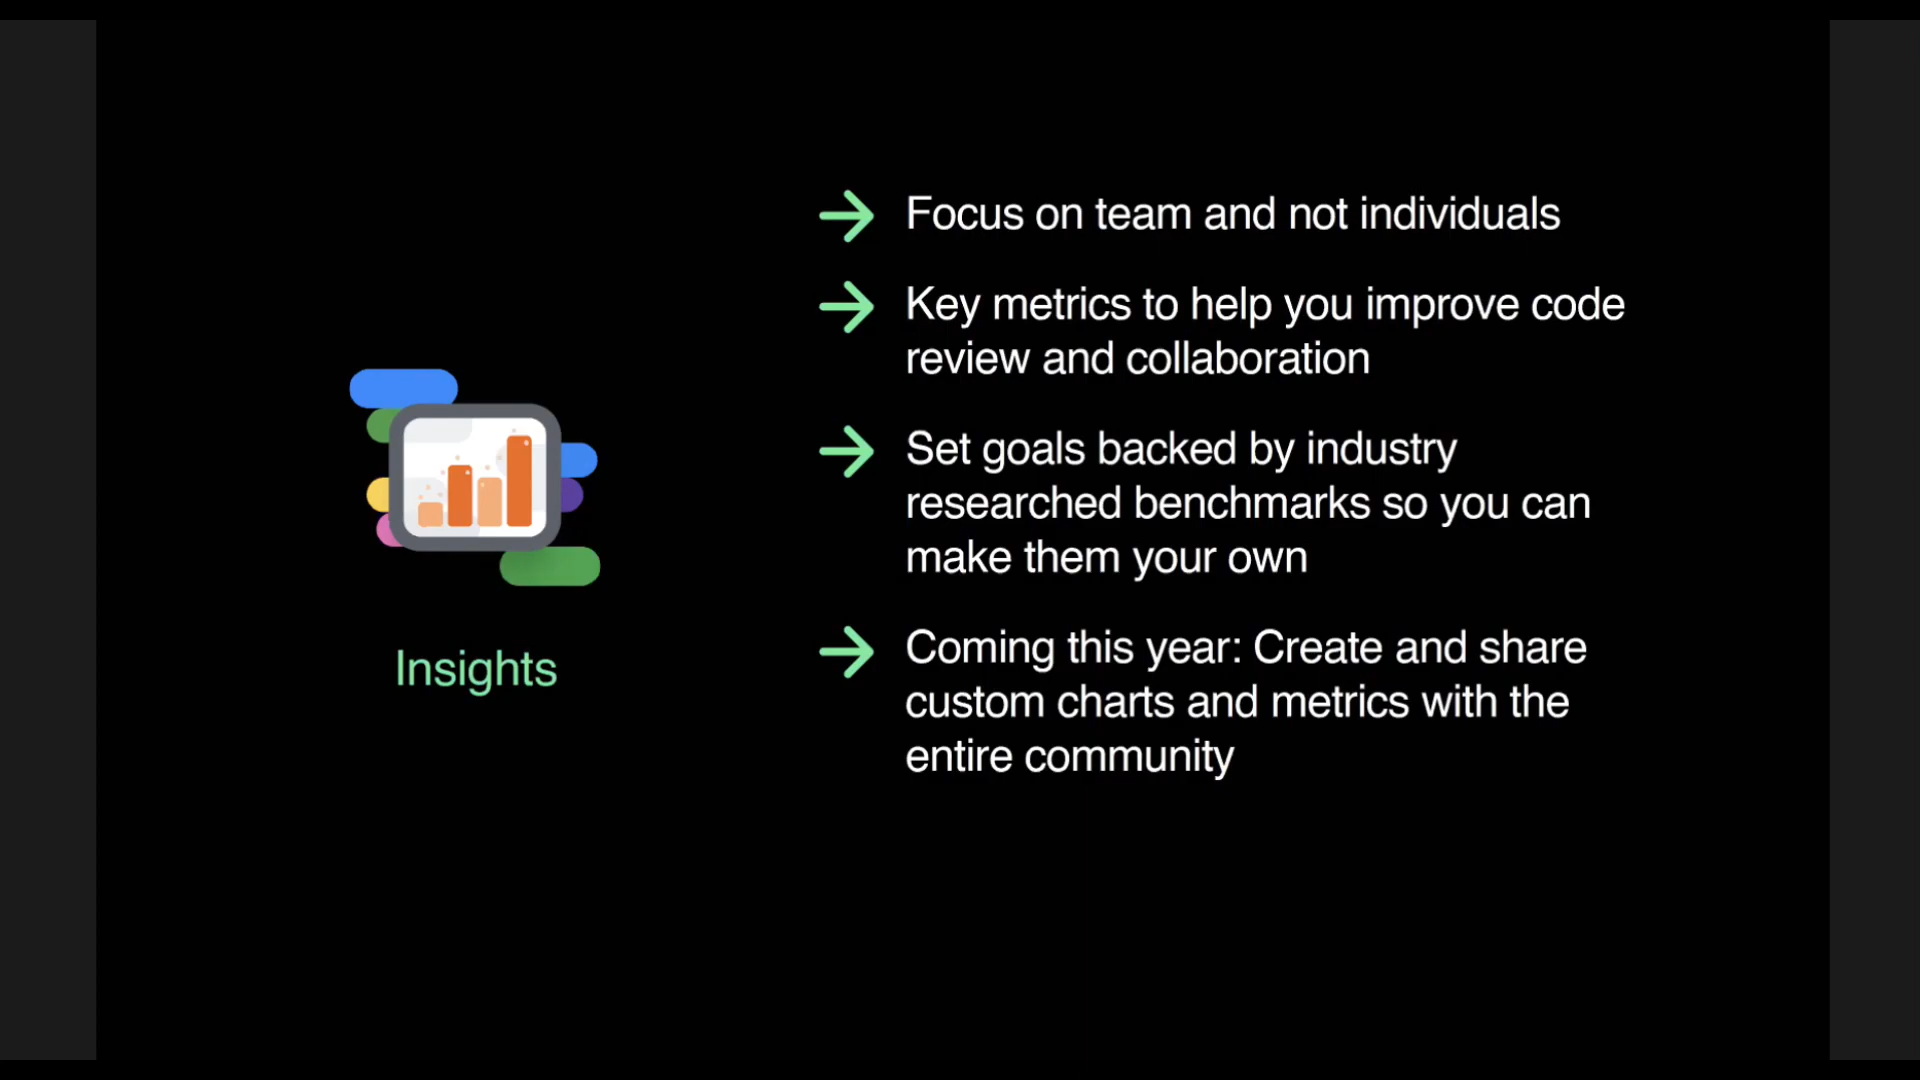 Insights
Focus on team and not individuals
Key metrics to help you improve code
review and collaboration
Set goals backed by industry
researched benchmarks so you can
make them your own
Coming this year: Create and share
custom charts and metrics with the
entire community